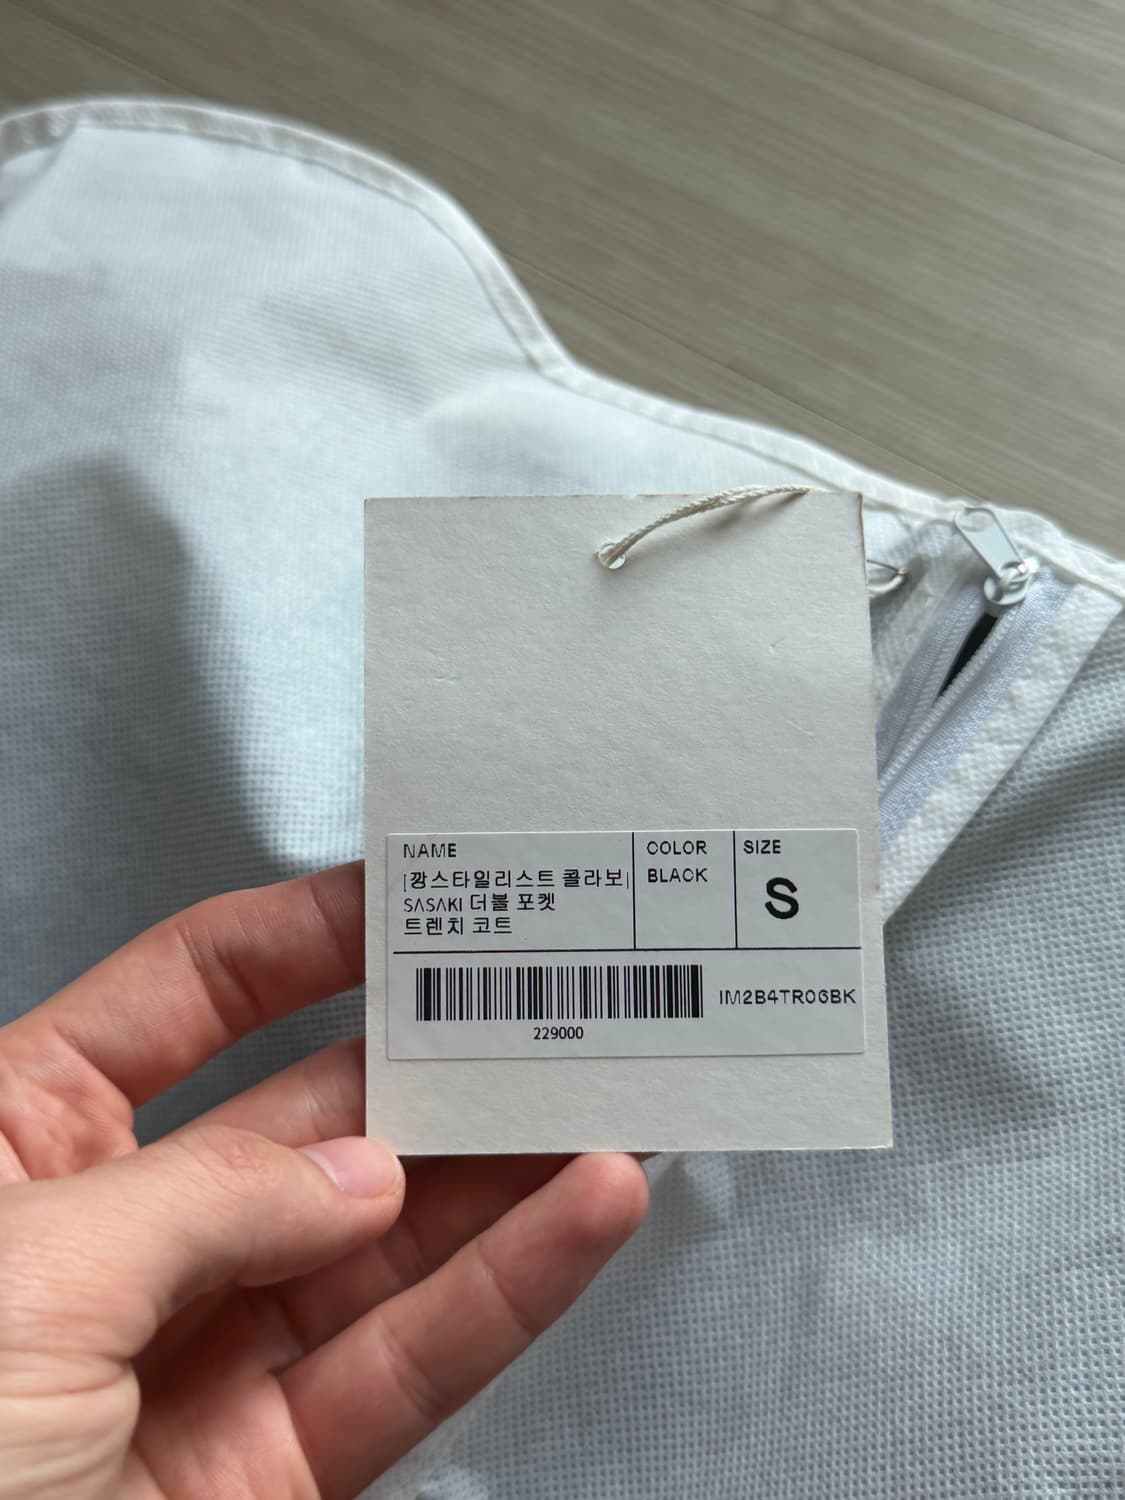 NAME
[깡스타일리스트 콜라보]
SASAKI 더블 포켓
트렌치 코트
COLOR
BLACK
SIZE
S
IM2B4TR06BK
229000